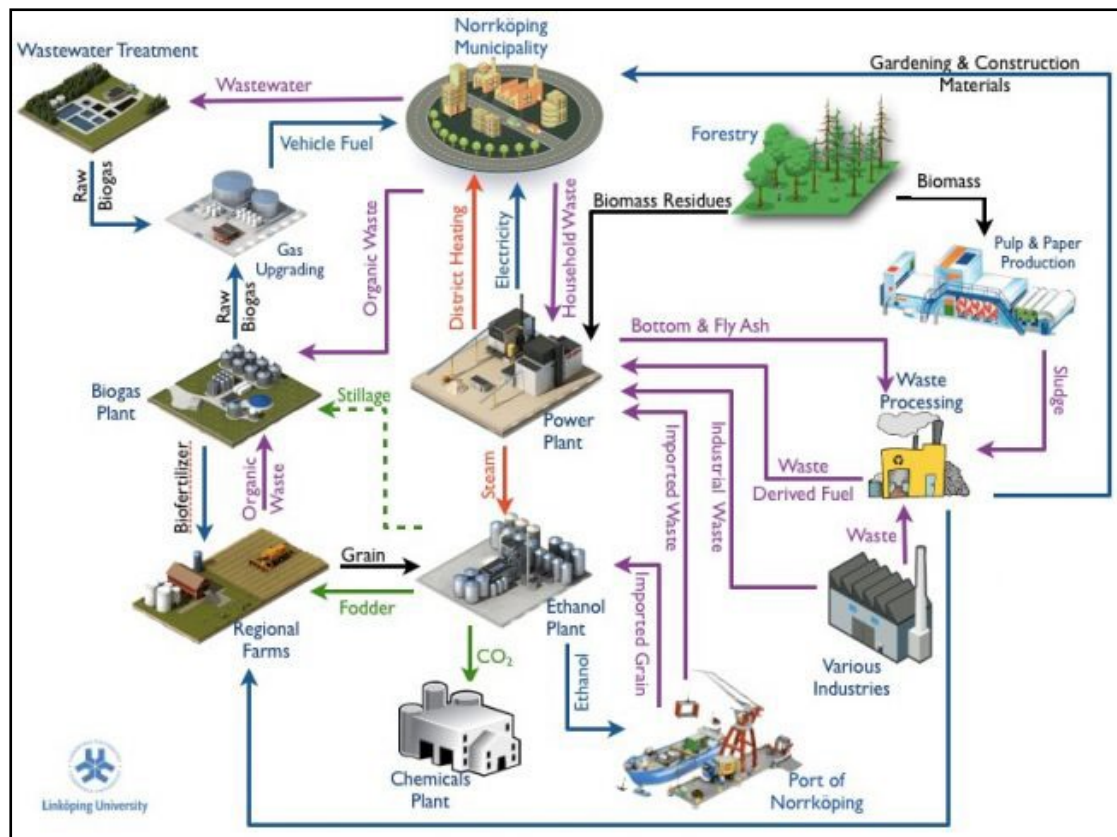 Norrköping
Municipality
Wastewater Treatment
Wastewater
Gardening & Construction
Materials
Forestry
Vehicle Fuel
Raw
Biogas
Biomass Residues
Biomass
Gas
Upgrading
Organic Waste
District Heating
Electricity
Household Waste
Pulp & Paper
Production
Raw
Biogas
Bottom & Fly Ash
Biogas
Plant
Stillage
Power
Plant
Waste
Processing
Sludge
Industrial Waste
Imported Waste
Waste
Derived Fuel
Steam
Biofertilizer
Organic
Waste
Grain
Waste
Fodder
Ethanol
Plant
Imported Grain
Regional
Farms
CO2
Ethanol
Various
Industries
Chemicals
Plant
Port of
Norrköping
Linköping University